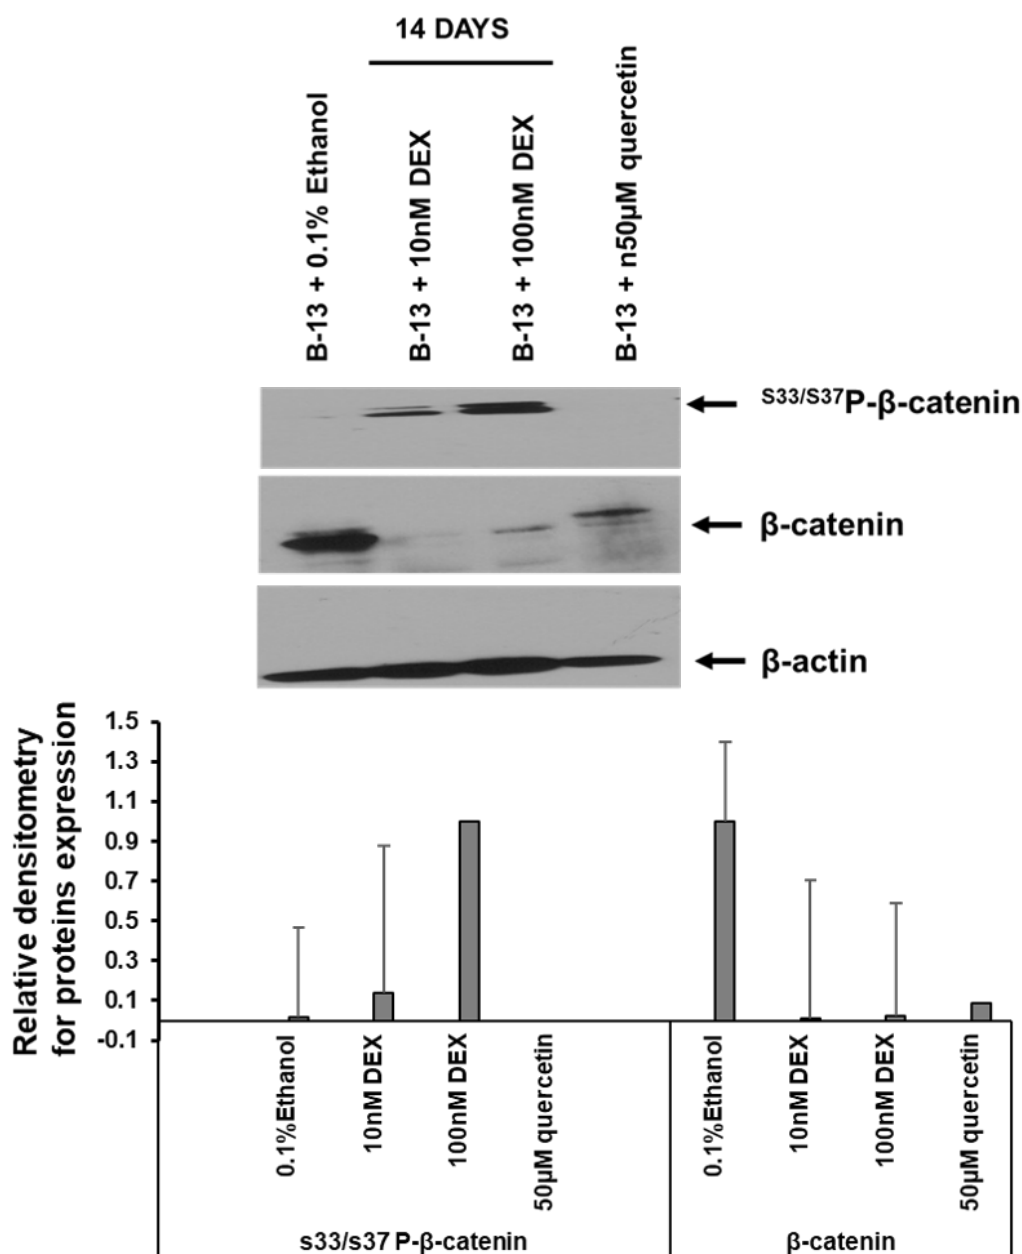 14 DAYS
B-13 + 0.1% Ethanol
B-13 + 10nM DEX
B-13 + 100nM DEX
B-13 + n50µM quercetin
S33/S37P-β-catenin
β-catenin
β-actin
Relative densitometry
for proteins expression
1.5
1.3
1.1
0.9
0.7
0.5
0.3
0.1
-0.1
0.1%Ethanol
10nM DEX
100nM DEX
50µM quercetin
0.1%Ethanol
10nM DEX
100nM DEX
50µM quercetin
s33/s37 P-β-catenin
β-catenin